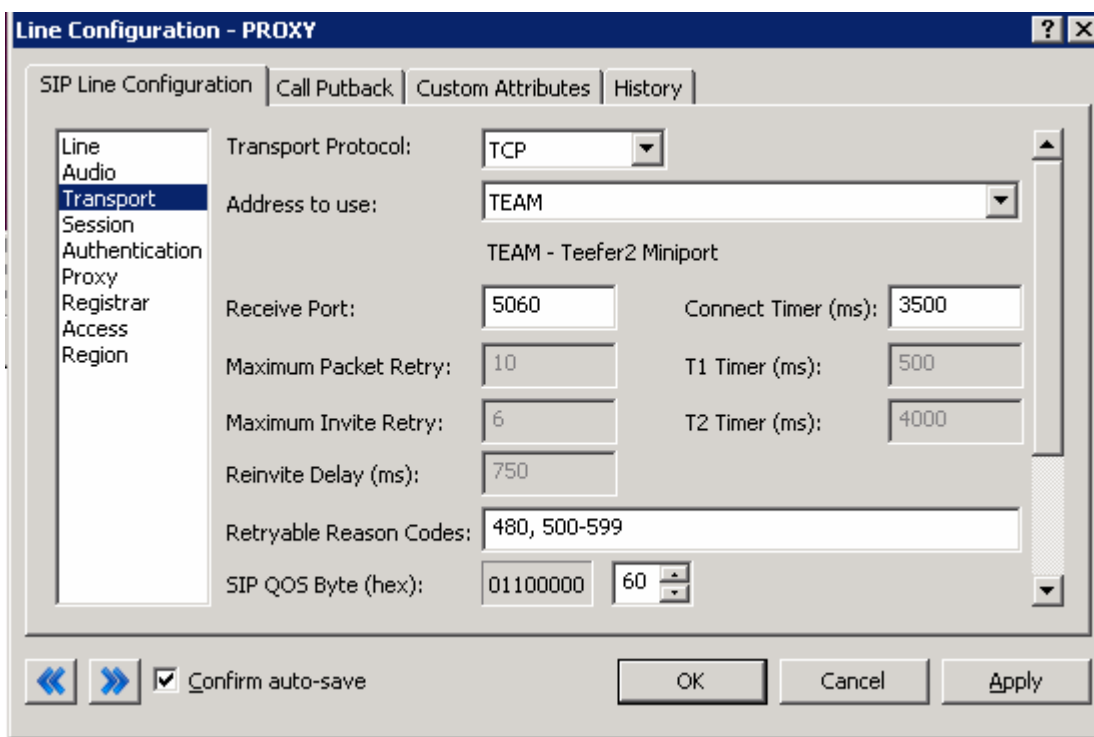 Line Configuration - PROXY
SIP Line Configuration Call Putback Custom Attributes History
Line
Audio
Transport
Session
Authentication
Proxy
Registrar
Access
Region
Transport Protocol: TCP
Address to use: TEAM
TEAM - Teefer2 Miniport
Receive Port: 5060 Connect Timer (ms): 3500
Maximum Packet Retry: 10 T1 Timer (ms): 500
Maximum Invite Retry: 6 T2 Timer (ms): 4000
Reinvite Delay (ms): 750
Retryable Reason Codes: 480, 500-599
SIP QOS Byte (hex): 01100000 60
Confirm auto-save OK Cancel Apply